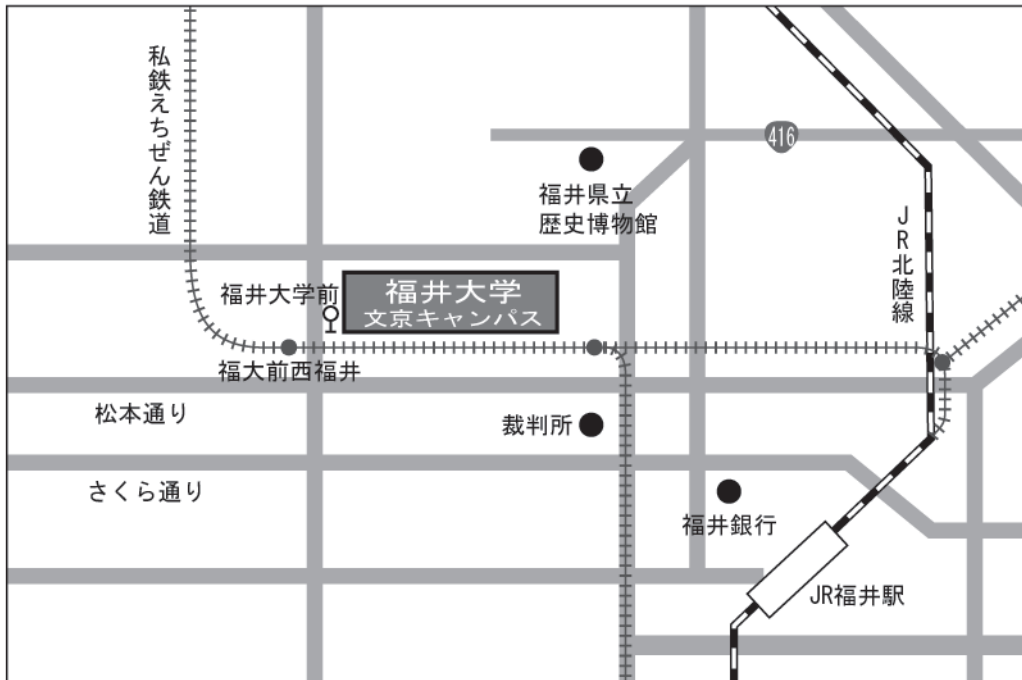 私鉄えちぜん鉄道
416
福井県立
歴史博物館
JR北陸線
福井大学前
福井大学
文京キャンパス
福大前西福井
松本通り
裁判所
さくら通り
福井銀行
JR福井駅